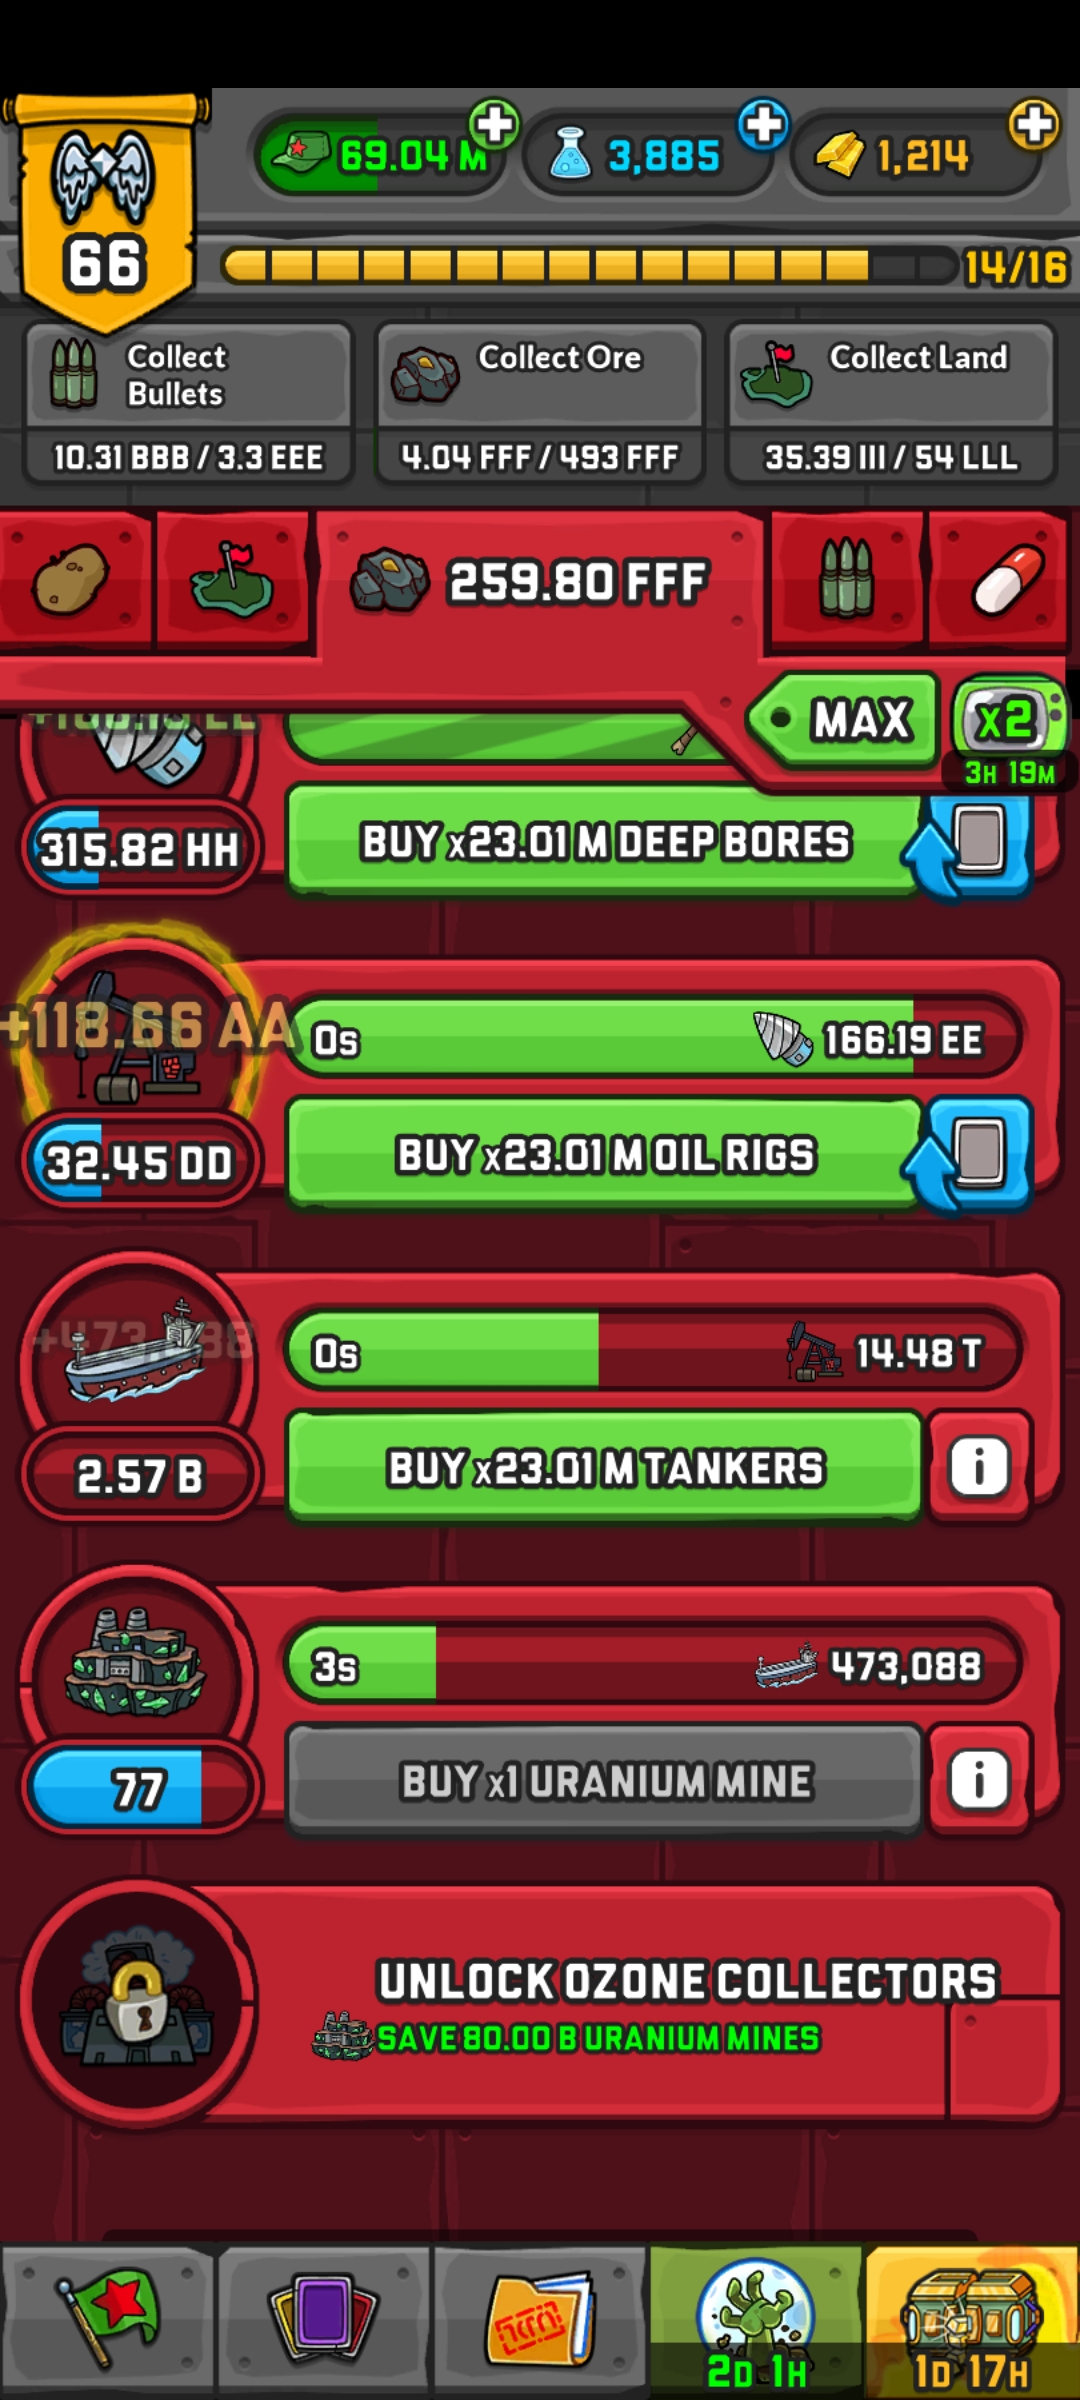 66
69.04 M
3,885
1,214
14/16
Collect
Bullets
10.31 BBB / 3.3 EEE
Collect Ore
4.04 FFF / 493 FFF
Collect Land
35.39 III / 54 LLL
259.80 FFF
MAX
x2
3H 19M
315.82 HH
BUY x23.01 M DEEP BORES
+118.66 AA
0s
166.19 EE
32.45 DD
BUY x23.01 M OIL RIGS
+473,088
0s
14.48 T
2.57 B
BUY x23.01 M TANKERS
i
3s
473,088
77
BUY x1 URANIUM MINE
i
UNLOCK OZONE COLLECTORS
SAVE 80.00 B URANIUM MINES
2D 1H
1D 17H